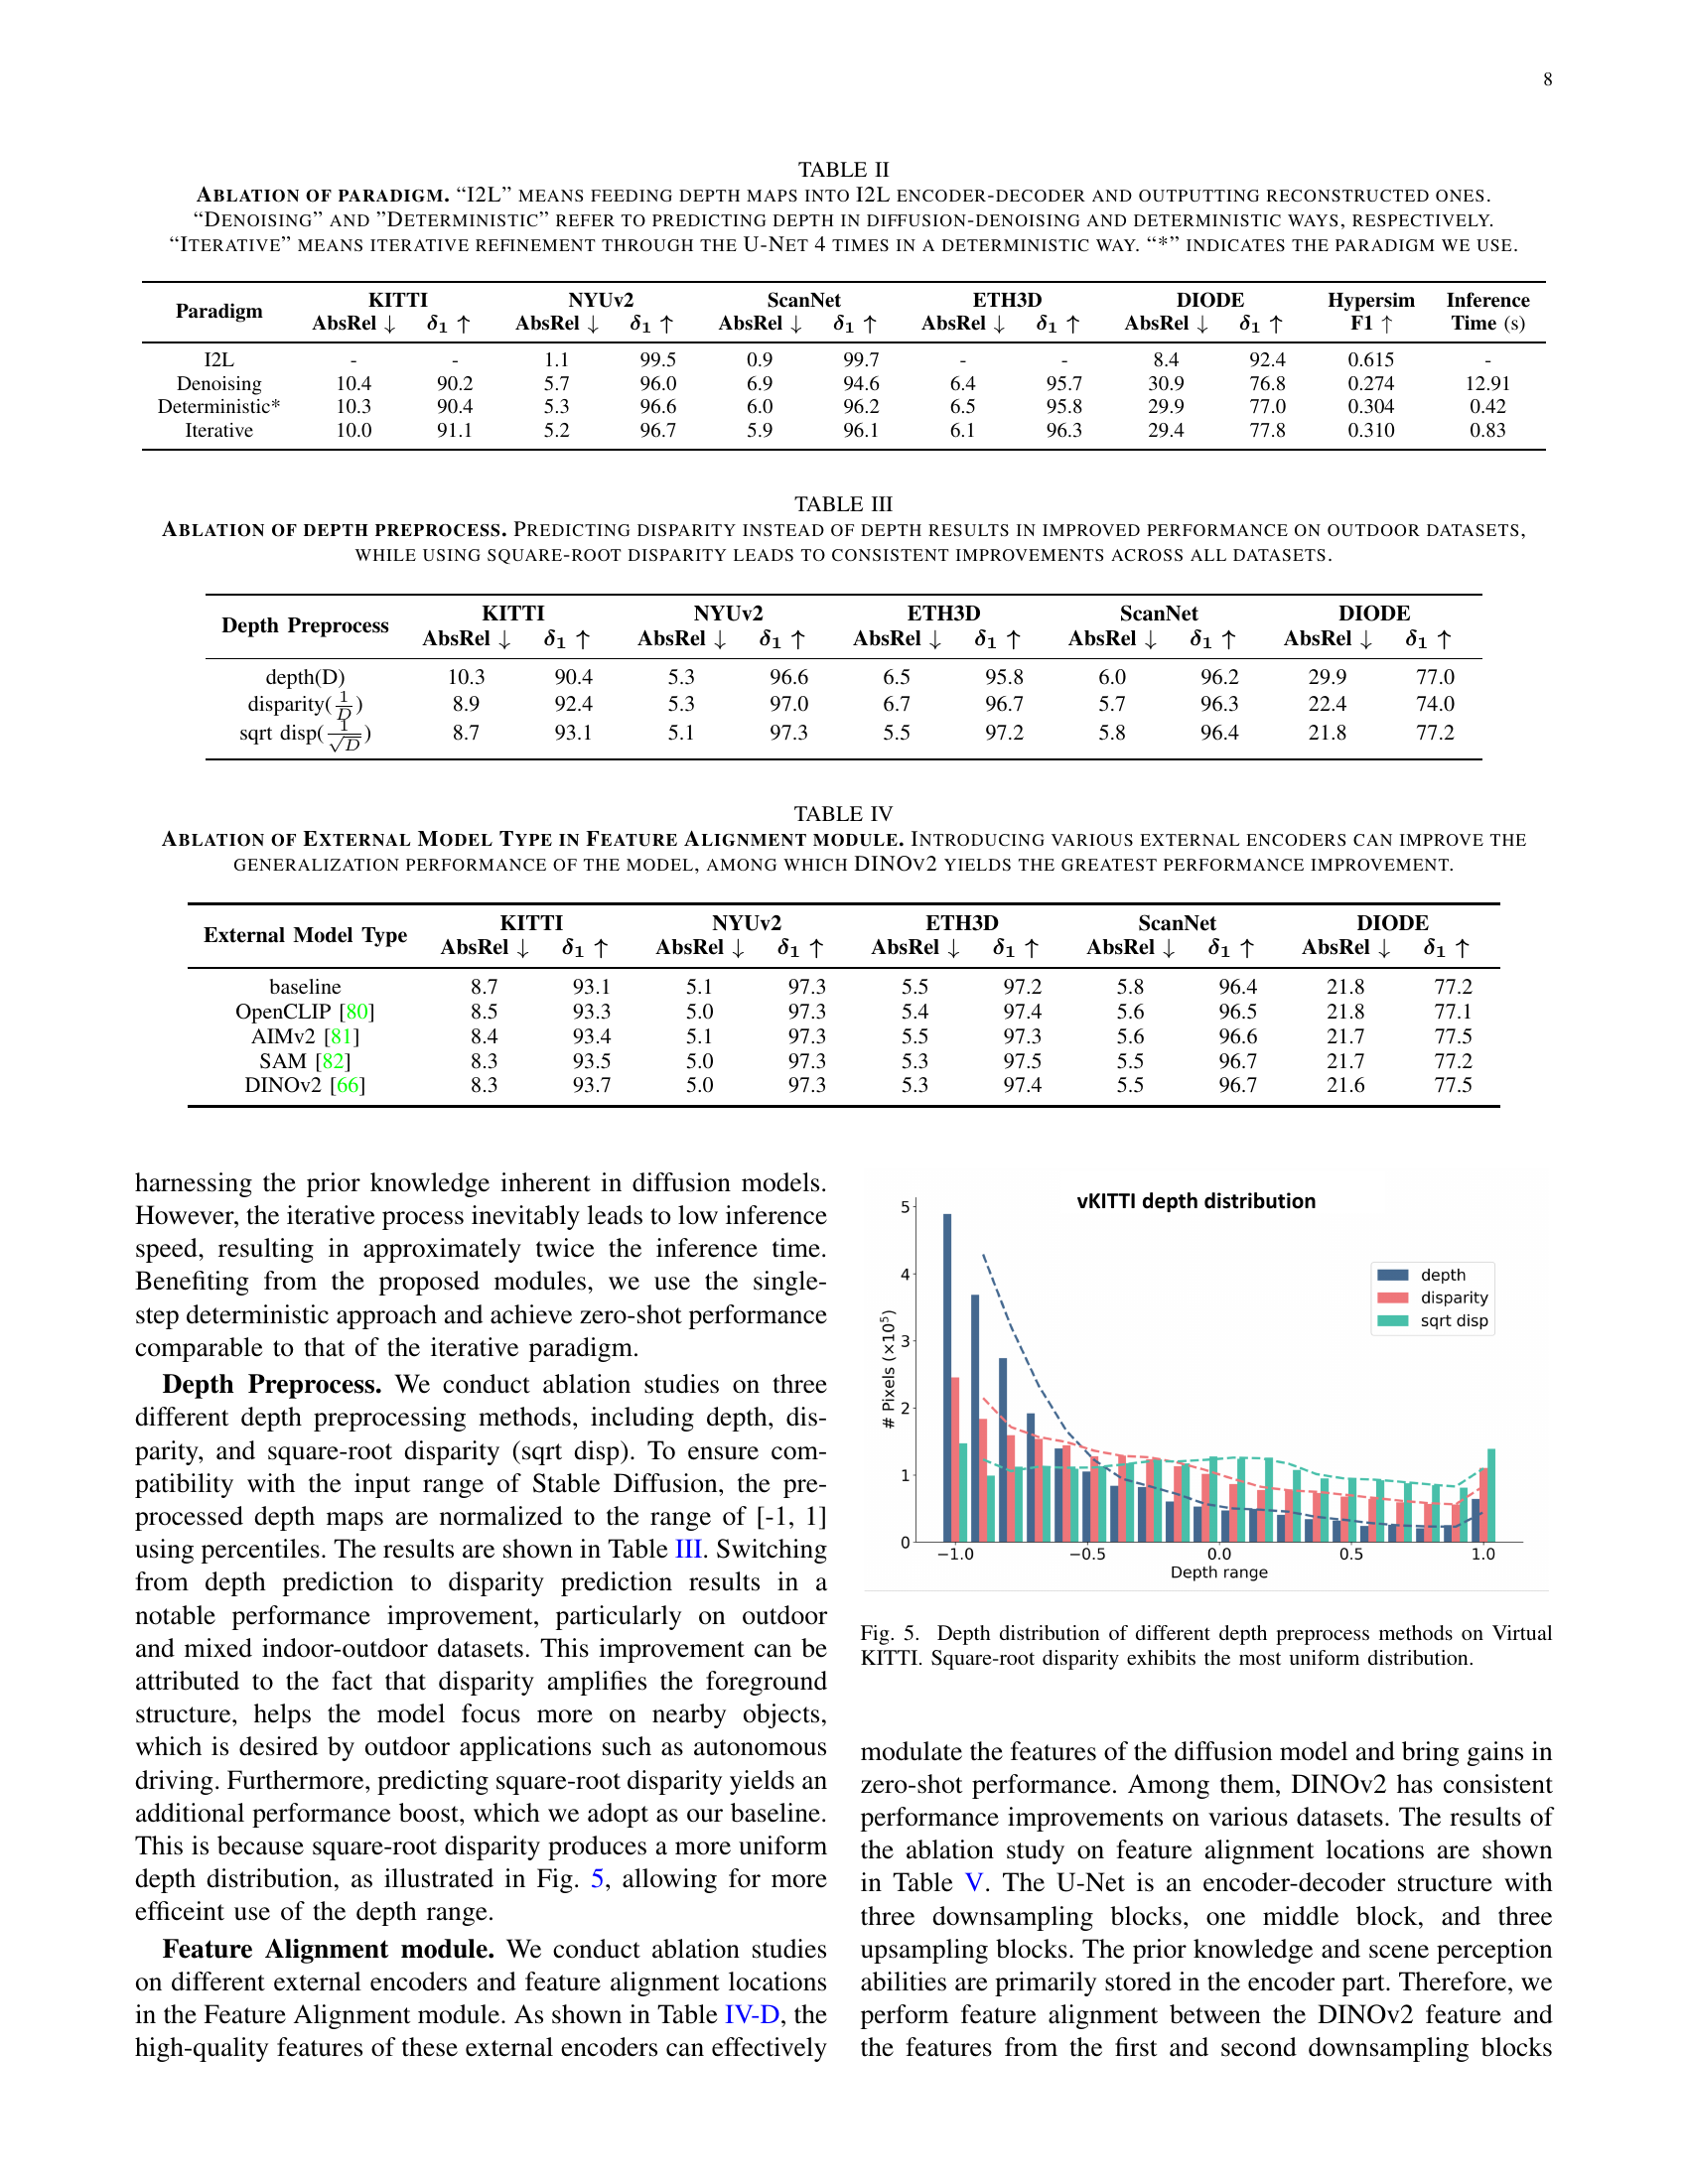 8
TABLE II
ABLATION OF PARADIGM. “I2L” MEANS FEEDING DEPTH MAPS INTO I2L ENCODER-DECODER AND OUTPUTTING RECONSTRUCTED ONES.
“DENOISING” AND ”DETERMINISTIC” REFER TO PREDICTING DEPTH IN DIFFUSION-DENOISING AND DETERMINISTIC WAYS, RESPECTIVELY.
“ITERATIVE” MEANS ITERATIVE REFINEMENT THROUGH THE U-NET 4 TIMES IN A DETERMINISTIC WAY. “*” INDICATES THE PARADIGM WE USE.
Paradigm KITTI NYUv2 ScanNet ETH3D DIODE Hypersim Inference
AbsRel ↓ δ1 ↑ AbsRel ↓ δ1 ↑ AbsRel ↓ δ1 ↑ AbsRel ↓ δ1 ↑ AbsRel ↓ δ1 ↑ F1 ↑ Time (s)
I2L - - 1.1 99.5 0.9 99.7 - - 8.4 92.4 0.615 -
Denoising 10.4 90.2 5.7 96.0 6.9 94.6 6.4 95.7 30.9 76.8 0.274 12.91
Deterministic* 10.3 90.4 5.3 96.6 6.0 96.2 6.5 95.8 29.9 77.0 0.304 0.42
Iterative 10.0 91.1 5.2 96.7 5.9 96.1 6.1 96.3 29.4 77.8 0.310 0.83
TABLE III
ABLATION OF DEPTH PREPROCESS. PREDICTING DISPARITY INSTEAD OF DEPTH RESULTS IN IMPROVED PERFORMANCE ON OUTDOOR DATASETS,
WHILE USING SQUARE-ROOT DISPARITY LEADS TO CONSISTENT IMPROVEMENTS ACROSS ALL DATASETS.
Depth Preprocess KITTI NYUv2 ETH3D ScanNet DIODE
AbsRel ↓ δ1 ↑ AbsRel ↓ δ1 ↑ AbsRel ↓ δ1 ↑ AbsRel ↓ δ1 ↑ AbsRel ↓ δ1 ↑
depth(D) 10.3 90.4 5.3 96.6 6.5 95.8 6.0 96.2 29.9 77.0
disparity(1/D) 8.9 92.4 5.3 97.0 6.7 96.7 5.7 96.3 22.4 74.0
sqrt disp(1/√D) 8.7 93.1 5.1 97.3 5.5 97.2 5.8 96.4 21.8 77.2
TABLE IV
ABLATION OF EXTERNAL MODEL TYPE IN FEATURE ALIGNMENT MODULE. INTRODUCING VARIOUS EXTERNAL ENCODERS CAN IMPROVE THE
GENERALIZATION PERFORMANCE OF THE MODEL, AMONG WHICH DINOV2 YIELDS THE GREATEST PERFORMANCE IMPROVEMENT.
External Model Type KITTI NYUv2 ETH3D ScanNet DIODE
AbsRel ↓ δ1 ↑ AbsRel ↓ δ1 ↑ AbsRel ↓ δ1 ↑ AbsRel ↓ δ1 ↑ AbsRel ↓ δ1 ↑
baseline 8.7 93.1 5.1 97.3 5.5 97.2 5.8 96.4 21.8 77.2
OpenCLIP [80] 8.5 93.3 5.0 97.3 5.4 97.4 5.6 96.5 21.8 77.1
AIMv2 [81] 8.4 93.4 5.1 97.3 5.5 97.3 5.6 96.6 21.7 77.5
SAM [82] 8.3 93.5 5.0 97.3 5.3 97.5 5.5 96.7 21.7 77.2
DINOv2 [66] 8.3 93.7 5.0 97.3 5.3 97.4 5.5 96.7 21.6 77.5
harnessing the prior knowledge inherent in diffusion models.
However, the iterative process inevitably leads to low inference
speed, resulting in approximately twice the inference time.
Benefiting from the proposed modules, we use the single-
step deterministic approach and achieve zero-shot performance
comparable to that of the iterative paradigm.
Depth Preprocess. We conduct ablation studies on three
different depth preprocessing methods, including depth, dis-
parity, and square-root disparity (sqrt disp). To ensure com-
patibility with the input range of Stable Diffusion, the pre-
processed depth maps are normalized to the range of [-1, 1]
using percentiles. The results are shown in Table III. Switching
from depth prediction to disparity prediction results in a
notable performance improvement, particularly on outdoor
and mixed indoor-outdoor datasets. This improvement can be
attributed to the fact that disparity amplifies the foreground
structure, helps the model focus more on nearby objects,
which is desired by outdoor applications such as autonomous
driving. Furthermore, predicting square-root disparity yields an
additional performance boost, which we adopt as our baseline.
This is because square-root disparity produces a more uniform
depth distribution, as illustrated in Fig. 5, allowing for more
efficeint use of the depth range.
Feature Alignment module. We conduct ablation studies
on different external encoders and feature alignment locations
in the Feature Alignment module. As shown in Table IV-D, the
high-quality features of these external encoders can effectively
vKITTI depth distribution
5
4
3
2
1
0
# Pixels (×10⁵)
depth
disparity
sqrt disp
−1.0 −0.5 0.0 0.5 1.0
Depth range
Fig. 5. Depth distribution of different depth preprocess methods on Virtual
KITTI. Square-root disparity exhibits the most uniform distribution.
modulate the features of the diffusion model and bring gains in
zero-shot performance. Among them, DINOv2 has consistent
performance improvements on various datasets. The results of
the ablation study on feature alignment locations are shown
in Table V. The U-Net is an encoder-decoder structure with
three downsampling blocks, one middle block, and three
upsampling blocks. The prior knowledge and scene perception
abilities are primarily stored in the encoder part. Therefore, we
perform feature alignment between the DINOv2 feature and
the features from the first and second downsampling blocks